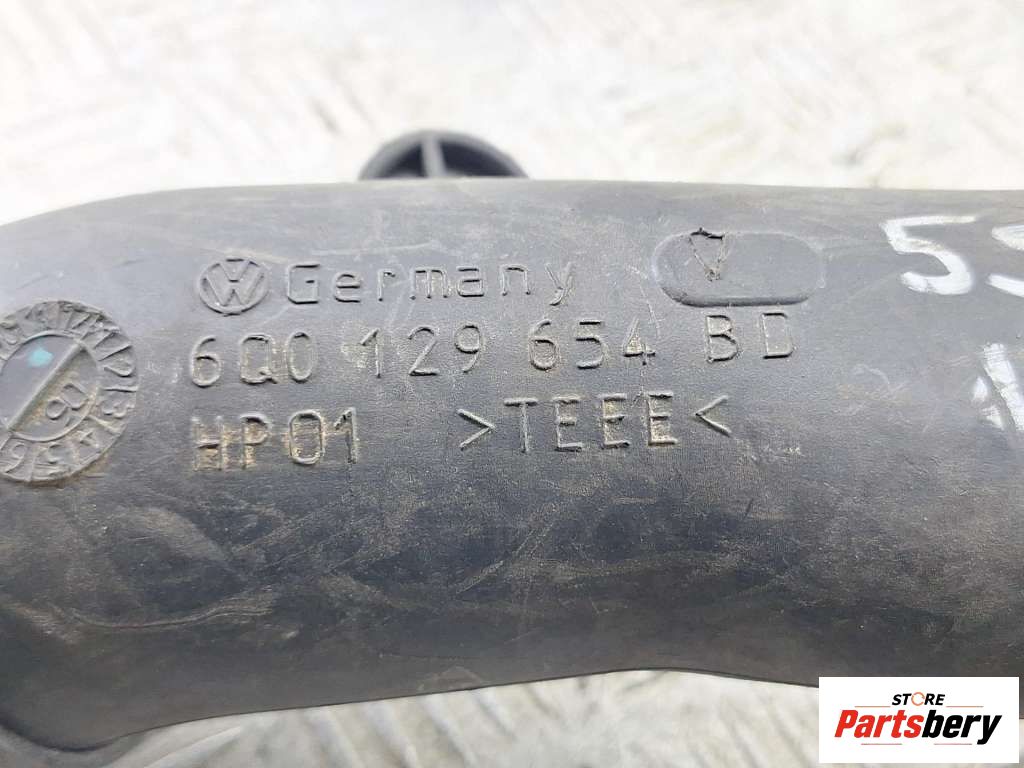 Germany
6Q0 129 654 BD
HP01 >TEEE<
STORE
Partsbery